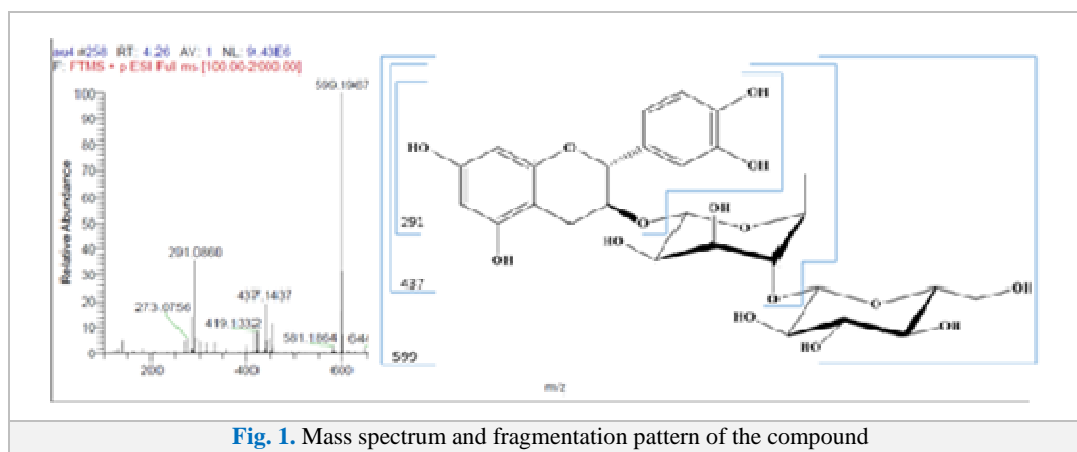 au4 #258 RT: 4.26 AV: 1 NL: 9.43E6
F: FTMS + p ESI Full ms [100.00-2000.00]
599.1967
100
90
80
70
60
50
40
30
20
10
0
Relative Abundance
291.0860
273.0756
437.1437
419.1332
581.1864
200
400
600
m/z
291
437
599
HO
OH
O
OH
OH
O
OH
O
HO
O
O
HO
HO
OH
OH
Fig. 1. Mass spectrum and fragmentation pattern of the compound